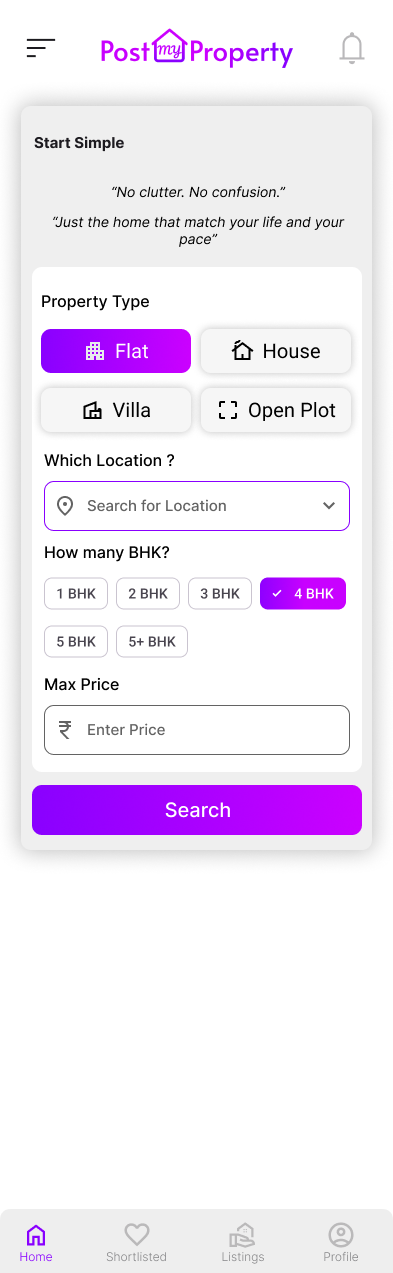 Post my Property
Start Simple
“No clutter. No confusion.”
“Just the home that match your life and your
pace”
Property Type
Flat
House
Villa
Open Plot
Which Location ?
Search for Location
How many BHK?
1 BHK
2 BHK
3 BHK
4 BHK
5 BHK
5+ BHK
Max Price
₹ Enter Price
Search
Home
Shortlisted
Listings
Profile